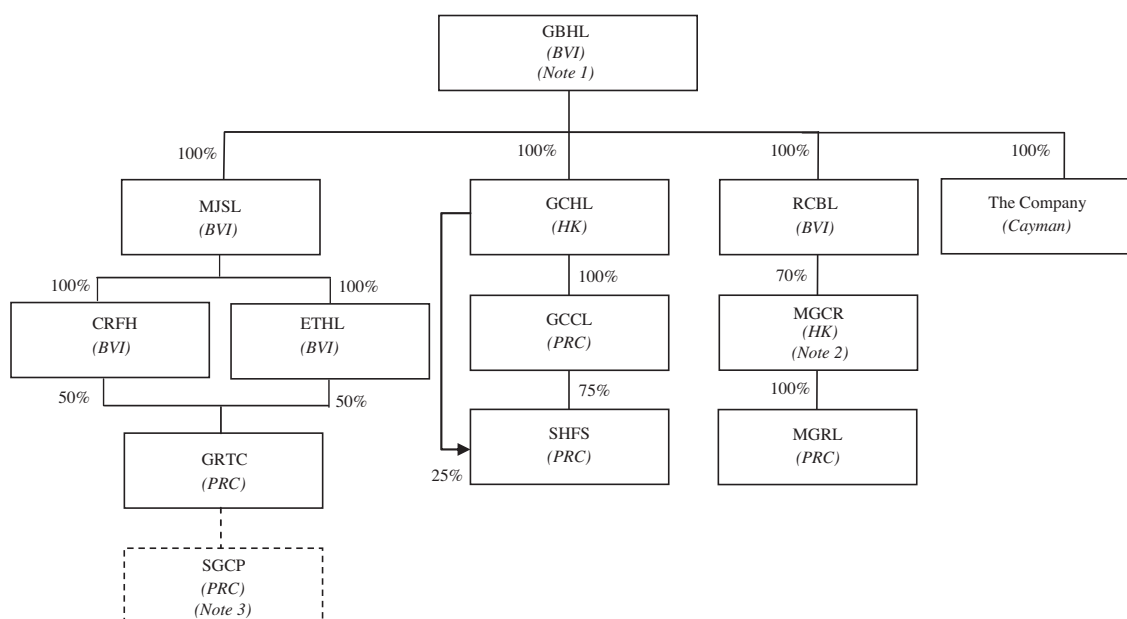 GBHL
(BVI)
(Note 1)
100%
100%
100%
100%
MJSL
(BVI)
GCHL
(HK)
RCBL
(BVI)
The Company
(Cayman)
100%
100%
100%
70%
CRFH
(BVI)
ETHL
(BVI)
GCCL
(PRC)
MGCR
(HK)
(Note 2)
50%
50%
75%
100%
GRTC
(PRC)
25%
SHFS
(PRC)
MGRL
(PRC)
SGCP
(PRC)
(Note 3)